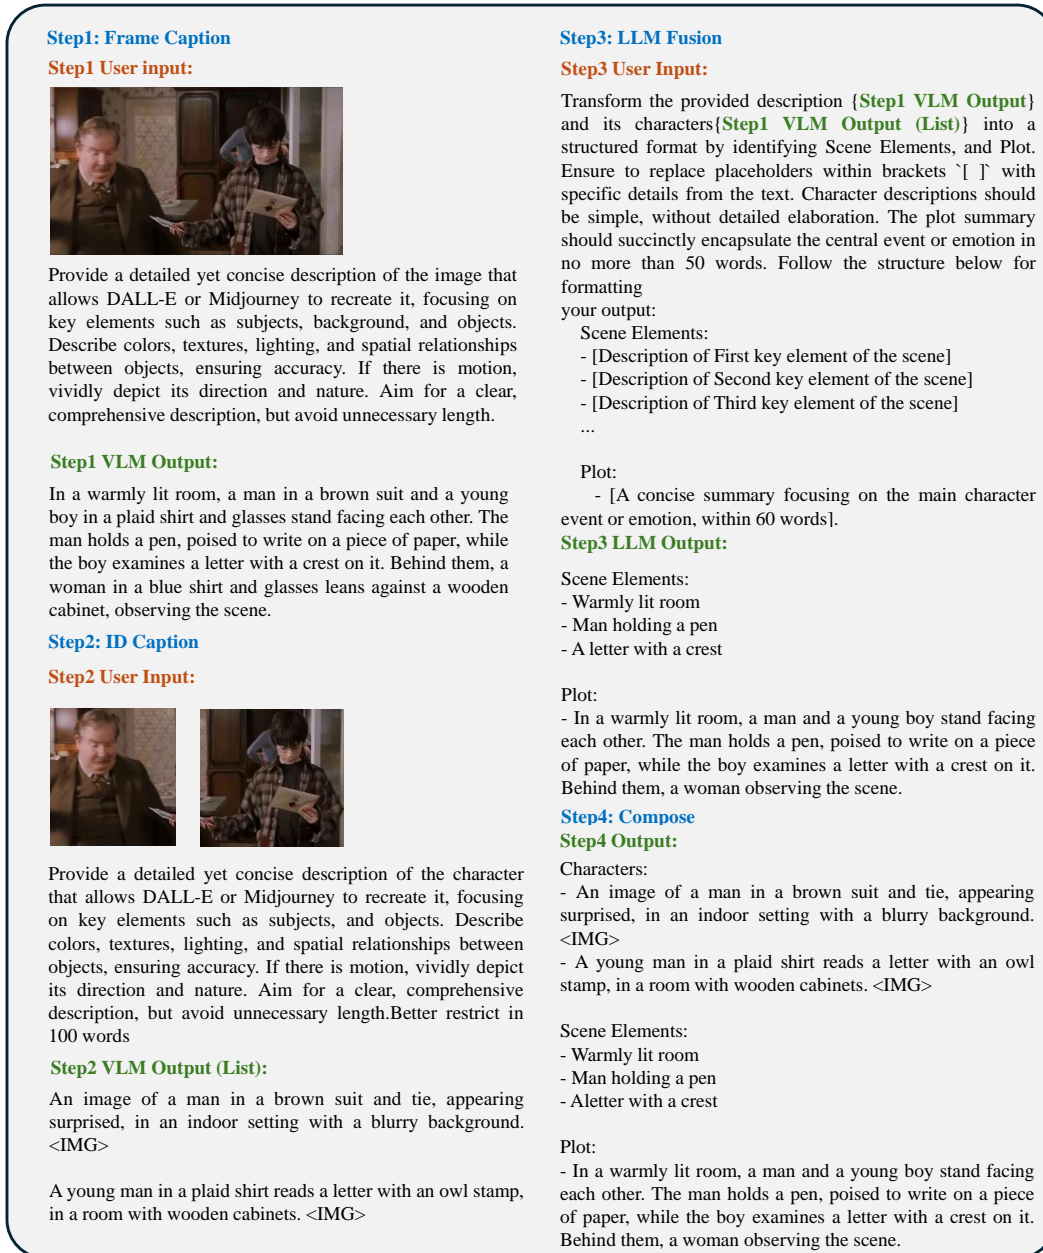 Step1: Frame Caption
Step1 User input:
Provide a detailed yet concise description of the image that
allows DALL-E or Midjourney to recreate it, focusing on
key elements such as subjects, background, and objects.
Describe colors, textures, lighting, and spatial relationships
between objects, ensuring accuracy. If there is motion,
vividly depict its direction and nature. Aim for a clear,
comprehensive description, but avoid unnecessary length.
Step1 VLM Output:
In a warmly lit room, a man in a brown suit and a young
boy in a plaid shirt and glasses stand facing each other. The
man holds a pen, poised to write on a piece of paper, while
the boy examines a letter with a crest on it. Behind them, a
woman in a blue shirt and glasses leans against a wooden
cabinet, observing the scene.
Step2: ID Caption
Step2 User Input:
Provide a detailed yet concise description of the character
that allows DALL-E or Midjourney to recreate it, focusing
on key elements such as subjects, and objects. Describe
colors, textures, lighting, and spatial relationships between
objects, ensuring accuracy. If there is motion, vividly depict
its direction and nature. Aim for a clear, comprehensive
description, but avoid unnecessary length.Better restrict in
100 words
Step2 VLM Output (List):
An image of a man in a brown suit and tie, appearing
surprised, in an indoor setting with a blurry background.
<IMG>
A young man in a plaid shirt reads a letter with an owl stamp,
in a room with wooden cabinets. <IMG>
Step3: LLM Fusion
Step3 User Input:
Transform the provided description {Step1 VLM Output}
and its characters{Step1 VLM Output (List)} into a
structured format by identifying Scene Elements, and Plot.
Ensure to replace placeholders within brackets `[ ]` with
specific details from the text. Character descriptions should
be simple, without detailed elaboration. The plot summary
should succinctly encapsulate the central event or emotion in
no more than 50 words. Follow the structure below for
formatting
your output:
Scene Elements:
- [Description of First key element of the scene]
- [Description of Second key element of the scene]
- [Description of Third key element of the scene]
...
Plot:
- [A concise summary focusing on the main character
event or emotion, within 60 words].
Step3 LLM Output:
Scene Elements:
- Warmly lit room
- Man holding a pen
- A letter with a crest
Plot:
- In a warmly lit room, a man and a young boy stand facing
each other. The man holds a pen, poised to write on a piece
of paper, while the boy examines a letter with a crest on it.
Behind them, a woman observing the scene.
Step4: Compose
Step4 Output:
Characters:
- An image of a man in a brown suit and tie, appearing
surprised, in an indoor setting with a blurry background.
<IMG>
- A young man in a plaid shirt reads a letter with an owl
stamp, in a room with wooden cabinets. <IMG>
Scene Elements:
- Warmly lit room
- Man holding a pen
- Aletter with a crest
Plot:
- In a warmly lit room, a man and a young boy stand facing
each other. The man holds a pen, poised to write on a piece
of paper, while the boy examines a letter with a crest on it.
Behind them, a woman observing the scene.